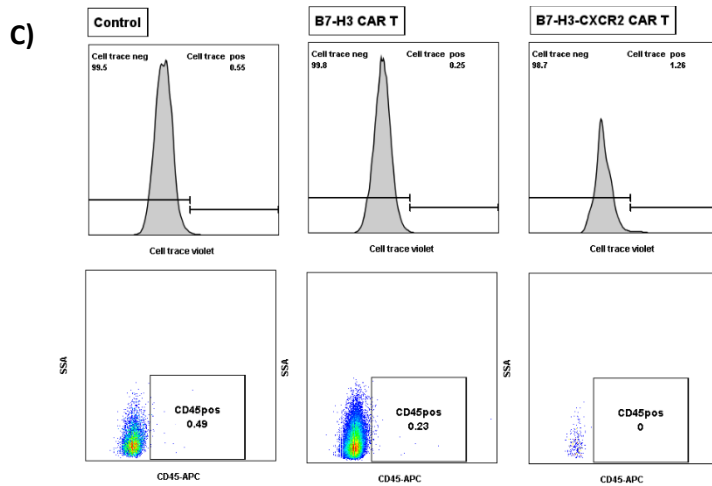 C)
Control
B7-H3 CAR T
B7-H3-CXCR2 CAR T
Cell trace neg
99.5
Cell trace pos
0.55
Cell trace neg
99.8
Cell trace pos
0.25
Cell trace neg
98.7
Cell trace pos
1.26
Cell trace violet
Cell trace violet
Cell trace violet
SSA
CD45pos
0.49
CD45-APC
SSA
CD45pos
0.23
CD45-APC
SSA
CD45pos
0
CD45-APC